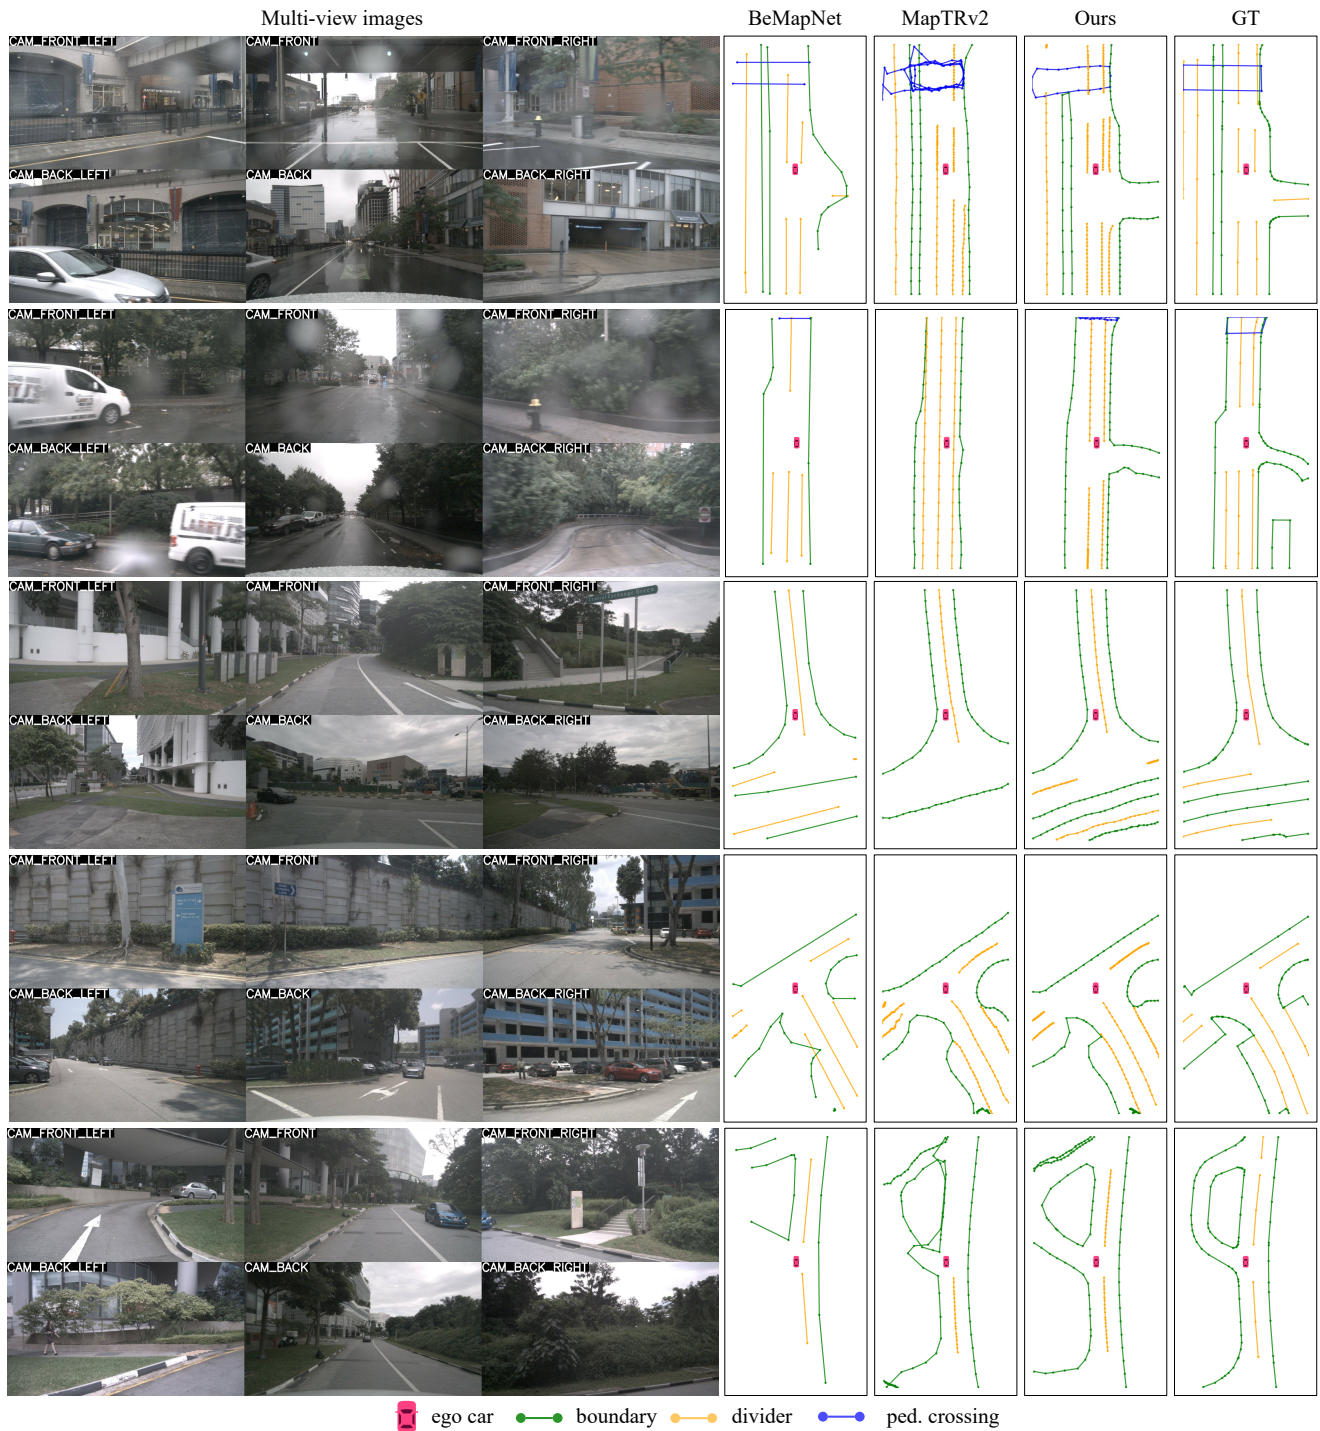 Multi-view images BeMapNet MapTRv2 Ours GT
CAM_FRONT_LEFT CAM_FRONT CAM_FRONT_RIGHT
CAM_BACK_LEFT CAM_BACK CAM_BACK_RIGHT
CAM_FRONT_LEFT CAM_FRONT CAM_FRONT_RIGHT
CAM_BACK_LEFT CAM_BACK CAM_BACK_RIGHT
CAM_FRONT_LEFT CAM_FRONT CAM_FRONT_RIGHT
CAM_BACK_LEFT CAM_BACK CAM_BACK_RIGHT
CAM_FRONT_LEFT CAM_FRONT CAM_FRONT_RIGHT
CAM_BACK_LEFT CAM_BACK CAM_BACK_RIGHT
CAM_FRONT_LEFT CAM_FRONT CAM_FRONT_RIGHT
CAM_BACK_LEFT CAM_BACK CAM_BACK_RIGHT
ego car boundary divider ped. crossing